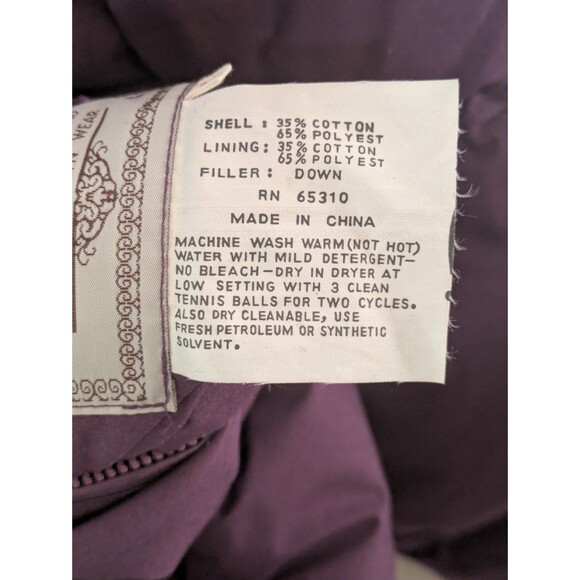 WEAR
SHELL : 35% COTTON
65% POLYEST
LINING: 35% COTTON
65% POLYEST
FILLER: DOWN
RN 65310
MADE IN CHINA
MACHINE WASH WARM(NOT HOT)
WATER WITH MILD DETERGENT-
NO BLEACH-DRY IN DRYER AT
LOW SETTING WITH 3 CLEAN
TENNIS BALLS FOR TWO CYCLES.
ALSO DRY CLEANABLE, USE
FRESH PETROLEUM OR SYNTHETIC
SOLVENT.